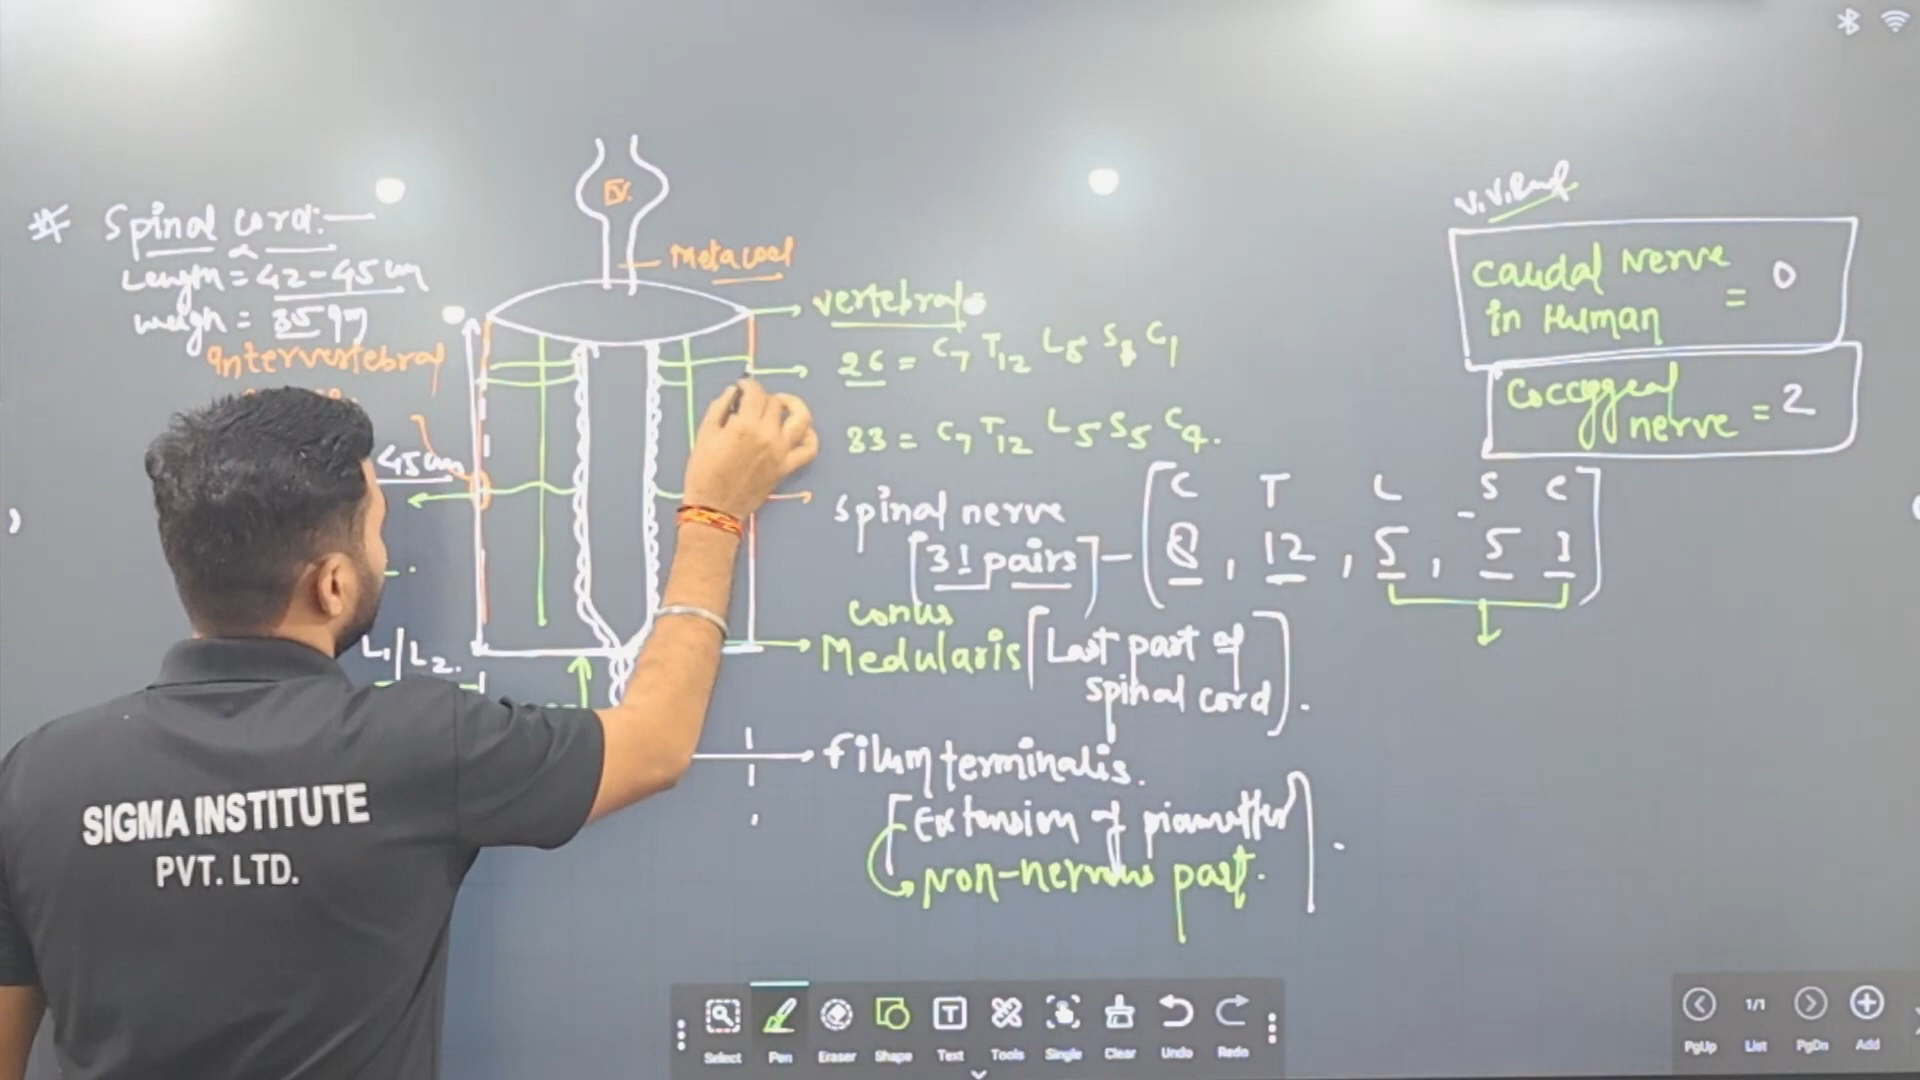 Spinal cord:—
Length = 42-45 cm
weigh = 35 gm
Intervertebral
45 cm
L1/L2.
IV.
Metacoel
vertebral
26 = C7 T12 L5 S1 C1
33 = C7 T12 L5 S5 C4.
Spinal nerve
[31 pairs] — [C T L S C
8, 12, 5, 5 1]
Conus
Medularis [Last part of
spinal cord].
filum terminalis.
[Extension of piamatter]
Non-nervous part.
V.V.Imp
Caudal Nerve
in Human = 0
Coccygeal
nerve = 2
SIGMA INSTITUTE
PVT. LTD.
Select Pen Eraser Shape Text Tools Single Clear Undo Redo
1/1
PgUp List PgDn Add